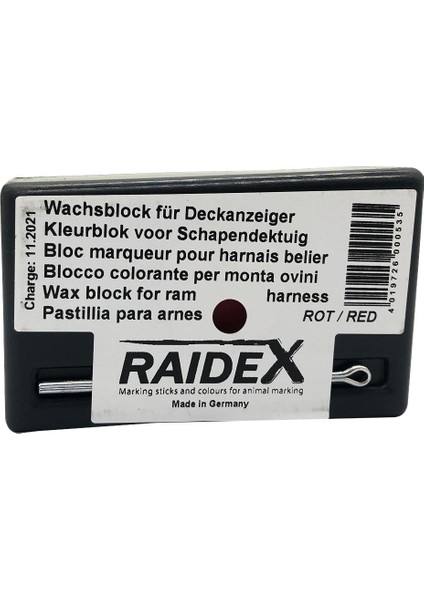 Charge: 11.2021
Wachsblock für Deckanzeiger
Kleurblok voor Schapendektuig
Bloc marqueur pour harnais belier
Blocco colorante per monta ovini
Wax block for ram harness
Pastillia para arnes
ROT / RED
4 019726 000535
RAIDEX
Marking sticks and colours for animal marking
Made in Germany